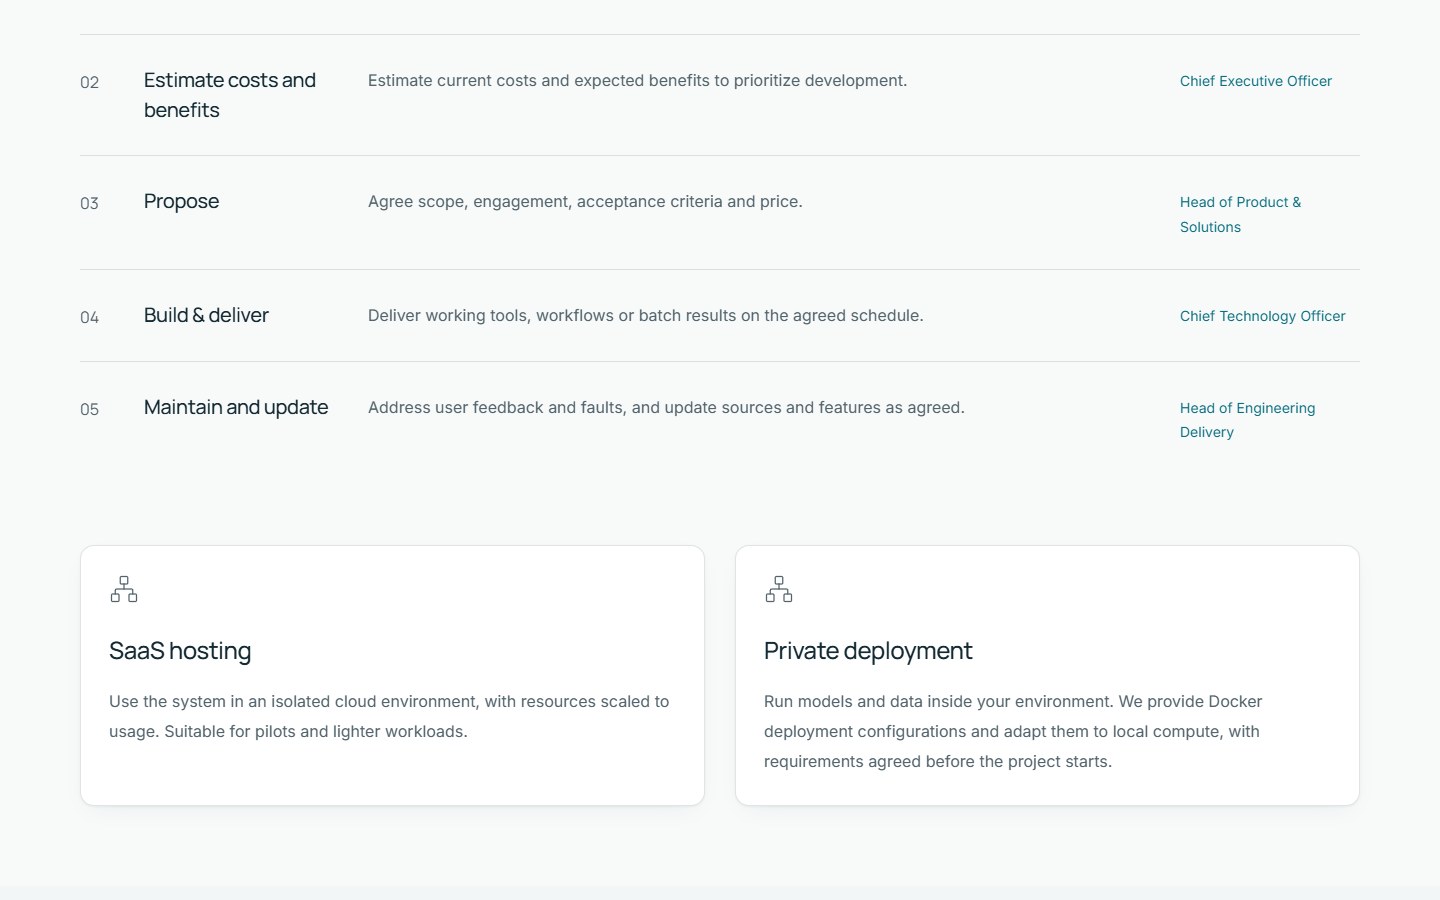 02
Estimate costs and
benefits
Estimate current costs and expected benefits to prioritize development.
Chief Executive Officer
03
Propose
Agree scope, engagement, acceptance criteria and price.
Head of Product &
Solutions
04
Build & deliver
Deliver working tools, workflows or batch results on the agreed schedule.
Chief Technology Officer
05
Maintain and update
Address user feedback and faults, and update sources and features as agreed.
Head of Engineering
Delivery
SaaS hosting
Use the system in an isolated cloud environment, with resources scaled to
usage. Suitable for pilots and lighter workloads.
Private deployment
Run models and data inside your environment. We provide Docker
deployment configurations and adapt them to local compute, with
requirements agreed before the project starts.